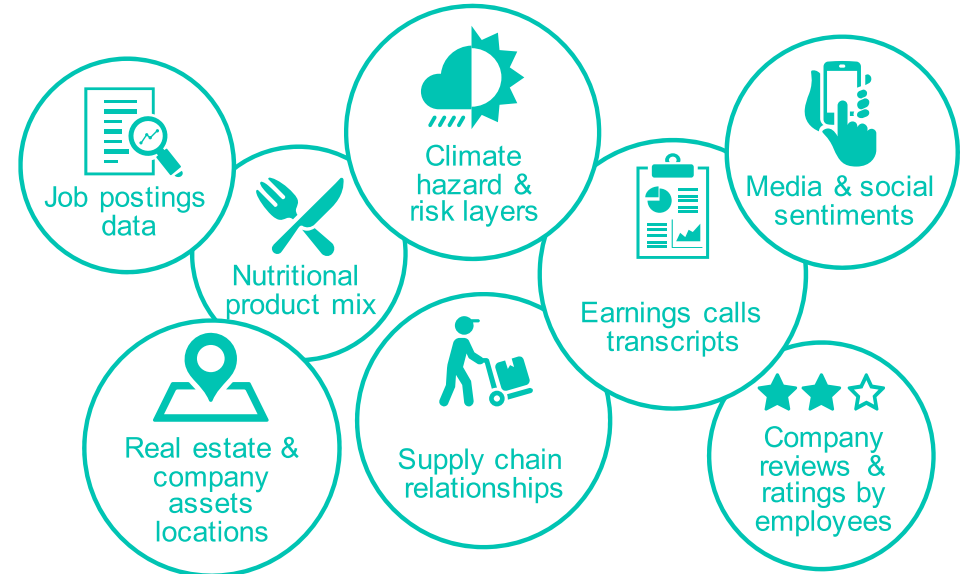 Job postings
data
Nutritional
product mix
Climate
hazard &
risk layers
Earnings calls
transcripts
Media & social
sentiments
Real estate &
company
assets
locations
Supply chain
relationships
Company
reviews &
ratings by
employees